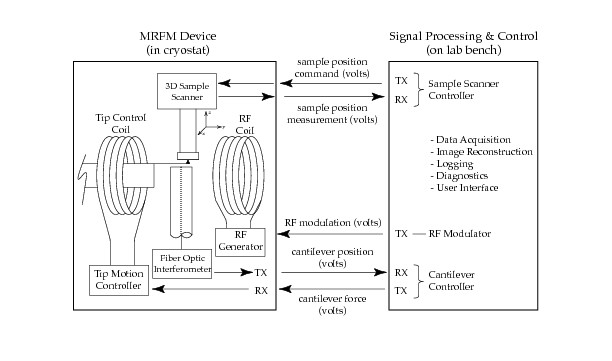 MRFM Device
(in cryostat)
Signal Processing & Control
(on lab bench)
sample position
command (volts)
3D Sample
Scanner
TX
RX
Sample Scanner
Controller
sample position
measurement (volts)
Tip Control
Coil
RF
Coil
z
y
x
- Data Acquisition
- Image Reconstruction
- Logging
- Diagnostics
- User Interface
RF modulation (volts)
TX
RF Modulator
RF
Generator
cantilever position
(volts)
Fiber Optic
Interferometer
TX
RX
Cantilever
Controller
Tip Motion
Controller
RX
TX
cantilever force
(volts)